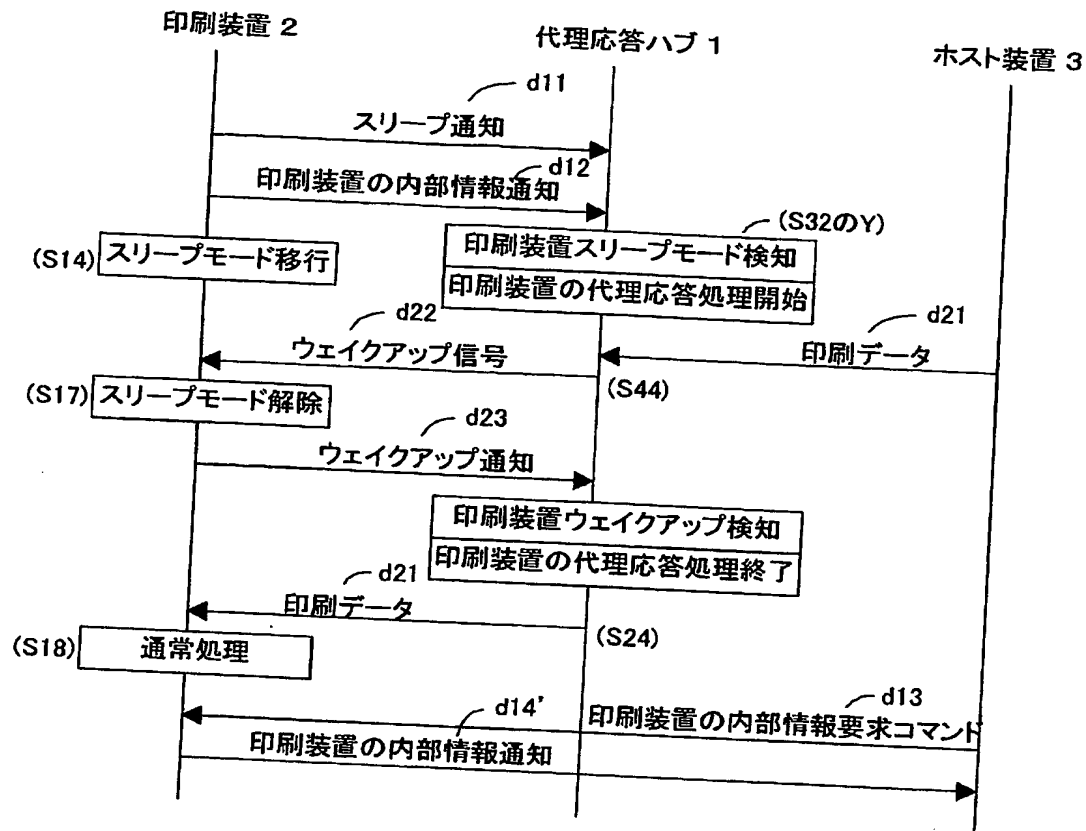 印刷装置 2
代理応答ハブ 1
ホスト装置 3
d11
スリープ通知
d12
印刷装置の内部情報通知
(S32のY)
(S14)
スリープモード移行
印刷装置スリープモード検知
印刷装置の代理応答処理開始
d22
d21
ウェイクアップ信号
印刷データ
(S17)
スリープモード解除
(S44)
d23
ウェイクアップ通知
印刷装置ウェイクアップ検知
印刷装置の代理応答処理終了
d21
印刷データ
(S24)
(S18)
通常処理
d13
d14'
印刷装置の内部情報要求コマンド
印刷装置の内部情報通知